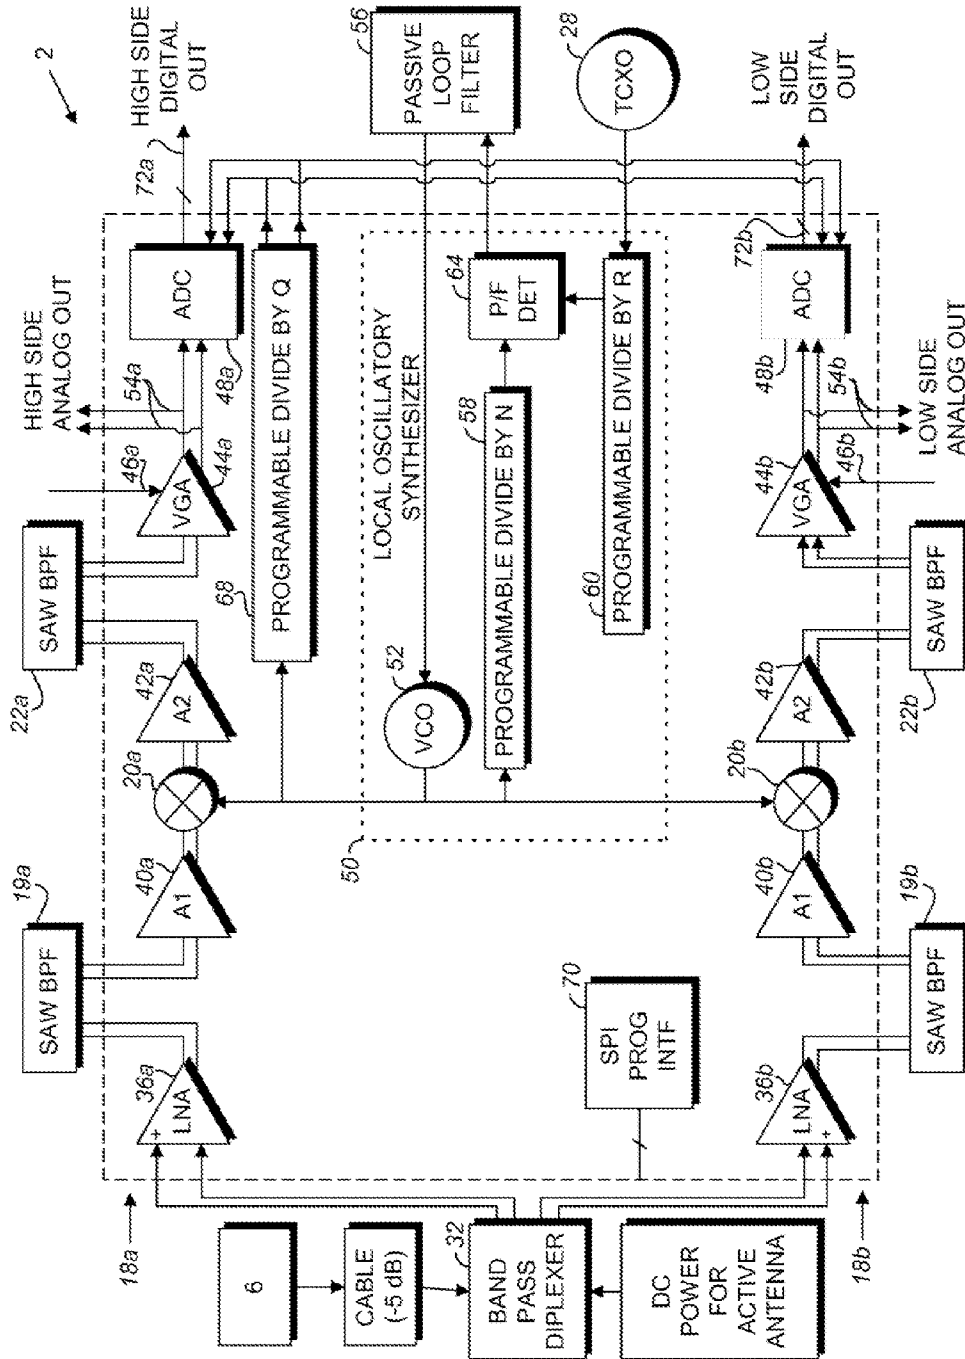 2
6
CABLE
(-5 dB)
BAND
PASS
DIPLEXER
32
DC
POWER
FOR
ACTIVE
ANTENNA
18a
18b
LNA
+
36a
SAW BPF
19a
A1
40a
20a
A2
42a
SAW BPF
22a
VGA
44a
46a
HIGH SIDE
ANALOG OUT
54a
ADC
48a
72a
HIGH SIDE
DIGITAL
OUT
PROGRAMMABLE DIVIDE BY Q
68
PASSIVE
LOOP
FILTER
56
TCXO
28
LOCAL OSCILLATORY
SYNTHESIZER
50
VCO
52
PROGRAMMABLE DIVIDE BY N
58
P/F
DET
64
PROGRAMMABLE DIVIDE BY R
60
SPI
PROG
INTF
70
LNA
+
36b
SAW BPF
19b
A1
40b
20b
A2
42b
SAW BPF
22b
VGA
44b
46b
LOW SIDE
ANALOG OUT
54b
ADC
48b
72b
LOW
SIDE
DIGITAL
OUT